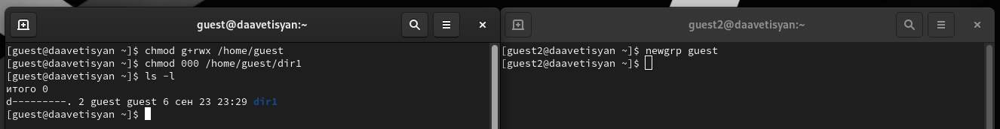 guest@daavetisyan:~
[guest@daavetisyan ~]$ chmod g+rwx /home/guest
[guest@daavetisyan ~]$ chmod 000 /home/guest/dir1
[guest@daavetisyan ~]$ ls -l
итого 0
d---------. 2 guest guest 6 сен 23 23:29 dir1
[guest@daavetisyan ~]$
guest2@daavetisyan:~
[guest2@daavetisyan ~]$ newgrp guest
[guest2@daavetisyan ~]$